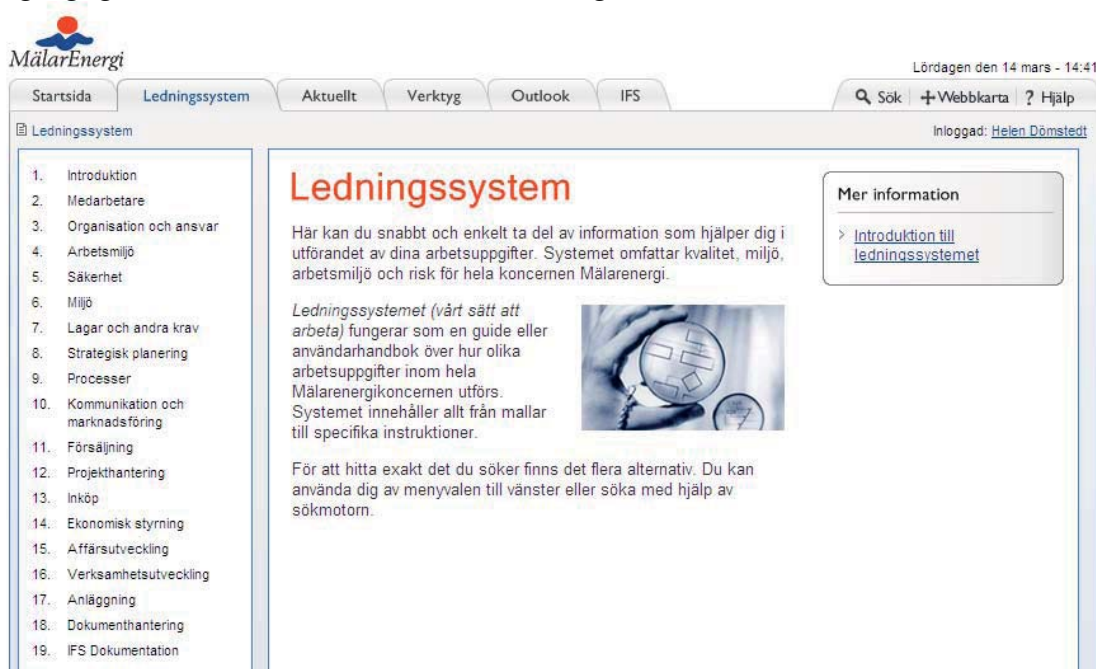 MälarEnergi
Lördagen den 14 mars - 14:41
Startsida Ledningssystem Aktuellt Verktyg Outlook IFS Sök Webbkarta ? Hjälp
Ledningssystem Inloggad: Helen Dömstedt
1. Introduktion
2. Medarbetare
3. Organisation och ansvar
4. Arbetsmiljö
5. Säkerhet
6. Miljö
7. Lagar och andra krav
8. Strategisk planering
9. Processer
10. Kommunikation och
marknadsföring
11. Försäljning
12. Projekthantering
13. Inköp
14. Ekonomisk styrning
15. Affärsutveckling
16. Verksamhetsutveckling
17. Anläggning
18. Dokumenthantering
19. IFS Dokumentation
Ledningssystem
Här kan du snabbt och enkelt ta del av information som hjälper dig i
utförandet av dina arbetsuppgifter. Systemet omfattar kvalitet, miljö,
arbetsmiljö och risk för hela koncernen Mälarenergi.
Ledningssystemet (vårt sätt att
arbeta) fungerar som en guide eller
användarhandbok över hur olika
arbetsuppgifter inom hela
Mälarenergikoncernen utförs.
Systemet innehåller allt från mallar
till specifika instruktioner.
För att hitta exakt det du söker finns det flera alternativ. Du kan
använda dig av menyvalen till vänster eller söka med hjälp av
sökmotorn.
Mer information
> Introduktion till
ledningssystemet